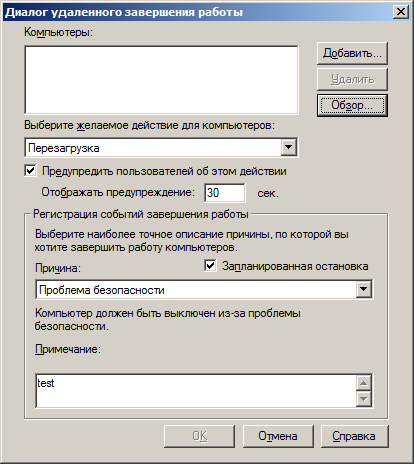 Диалог удаленного завершения работы
Компьютеры:
Добавить...
Удалить
Обзор...
Выберите желаемое действие для компьютеров:
Перезагрузка
Предупредить пользователей об этом действии
Отображать предупреждение: 30 сек.
Регистрация событий завершения работы
Выберите наиболее точное описание причины, по которой вы
хотите завершить работу компьютеров.
Причина: Запланированная остановка
Проблема безопасности
Компьютер должен быть выключен из-за проблемы
безопасности.
Примечание:
test
OK Отмена Справка